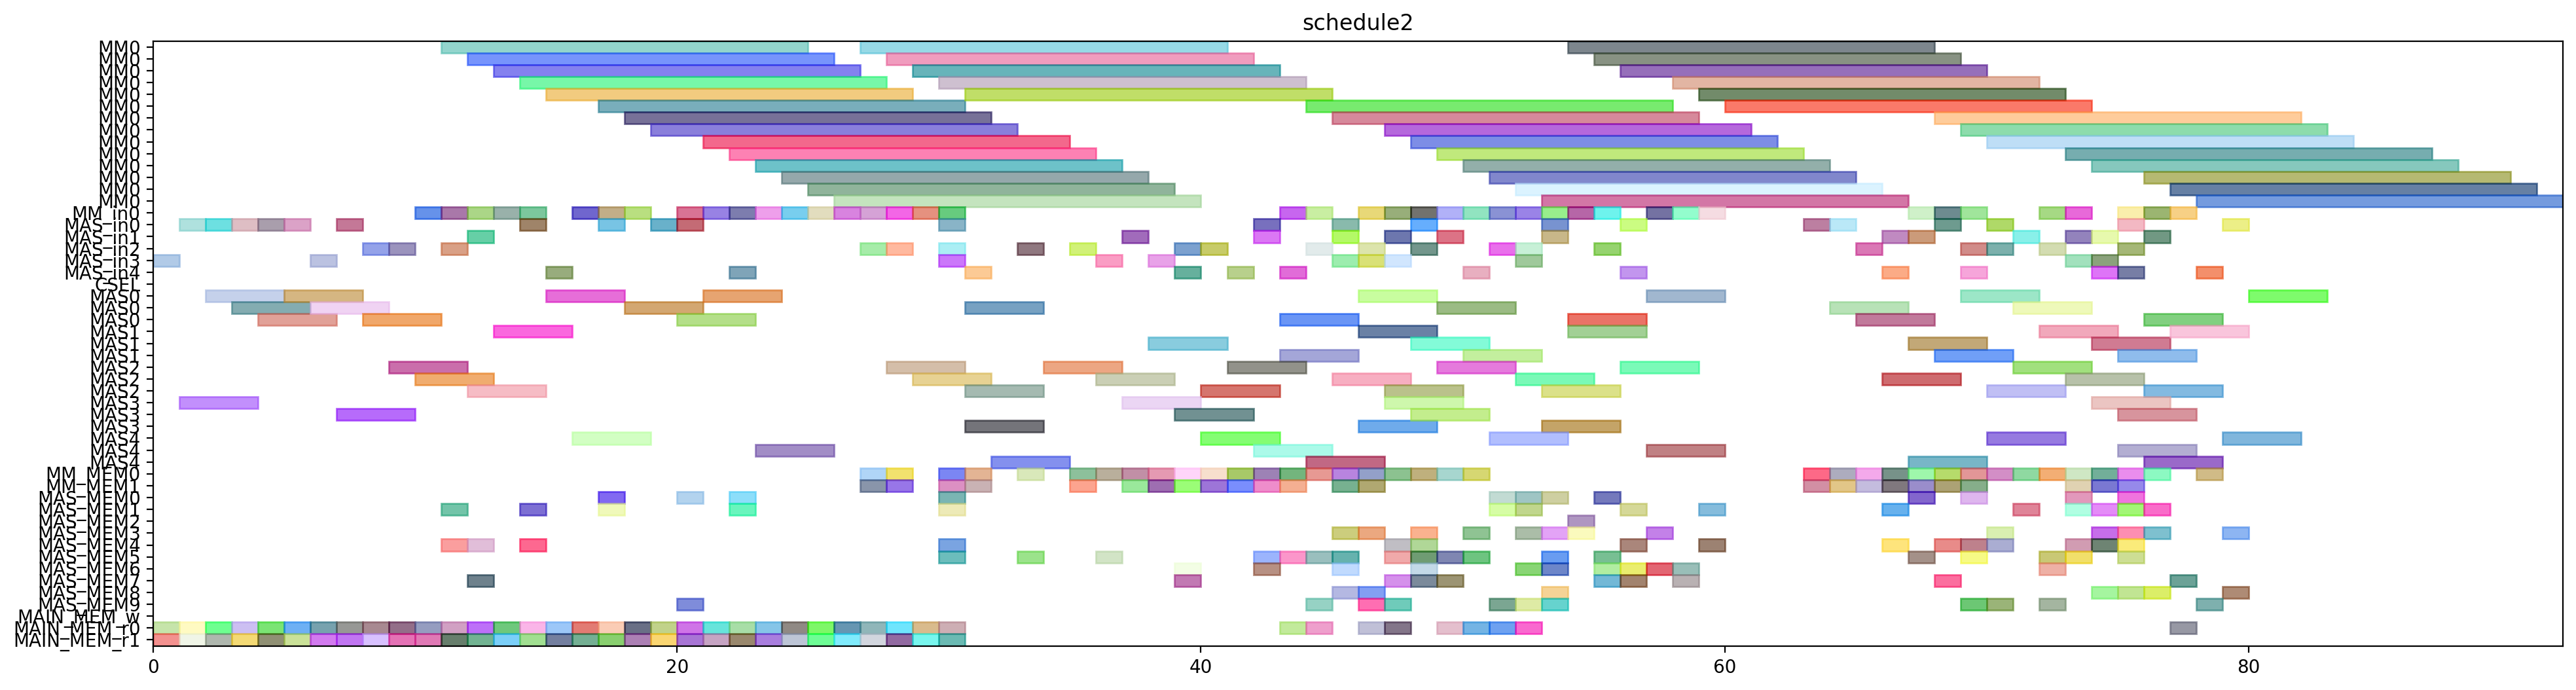 schedule2
MM0
MM0
MM0
MM0
MM0
MM0
MM0
MM0
MM0
MM0
MM0
MM0
MM0
MM0
MM_in0
MAS_in0
MAS_in1
MAS_in2
MAS_in3
MAS_in4
CSEL
MAS0
MAS0
MAS0
MAS1
MAS1
MAS1
MAS2
MAS2
MAS2
MAS3
MAS3
MAS3
MAS4
MAS4
MAS4
MM_MEM0
MM_MEM1
MAS_MEM0
MAS_MEM1
MAS_MEM2
MAS_MEM3
MAS_MEM4
MAS_MEM5
MAS_MEM6
MAS_MEM7
MAS_MEM8
MAS_MEM9
MAIN_MEM_w
MAIN_MEM_r0
MAIN_MEM_r1
0 20 40 60 80